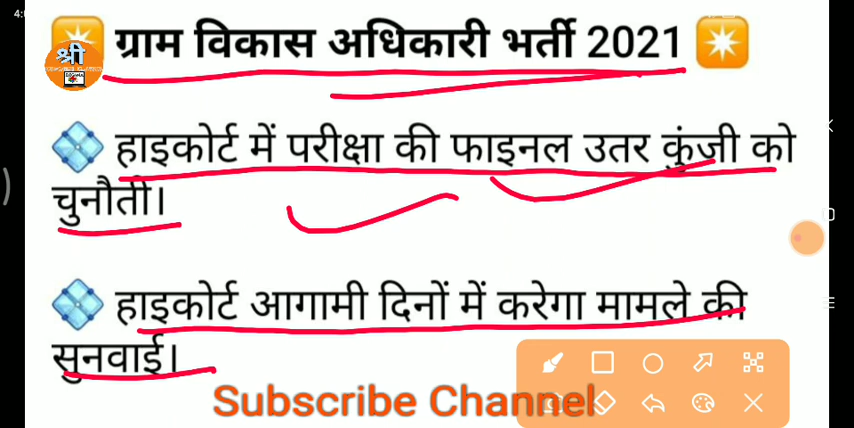 ग्राम विकास अधिकारी भर्ती 2021
श्री
हाइकोर्ट में परीक्षा की फाइनल उतर कुंजी को
चुनौती।
हाइकोर्ट आगामी दिनों में करेगा मामले की
सुनवाई।
Subscribe Channel